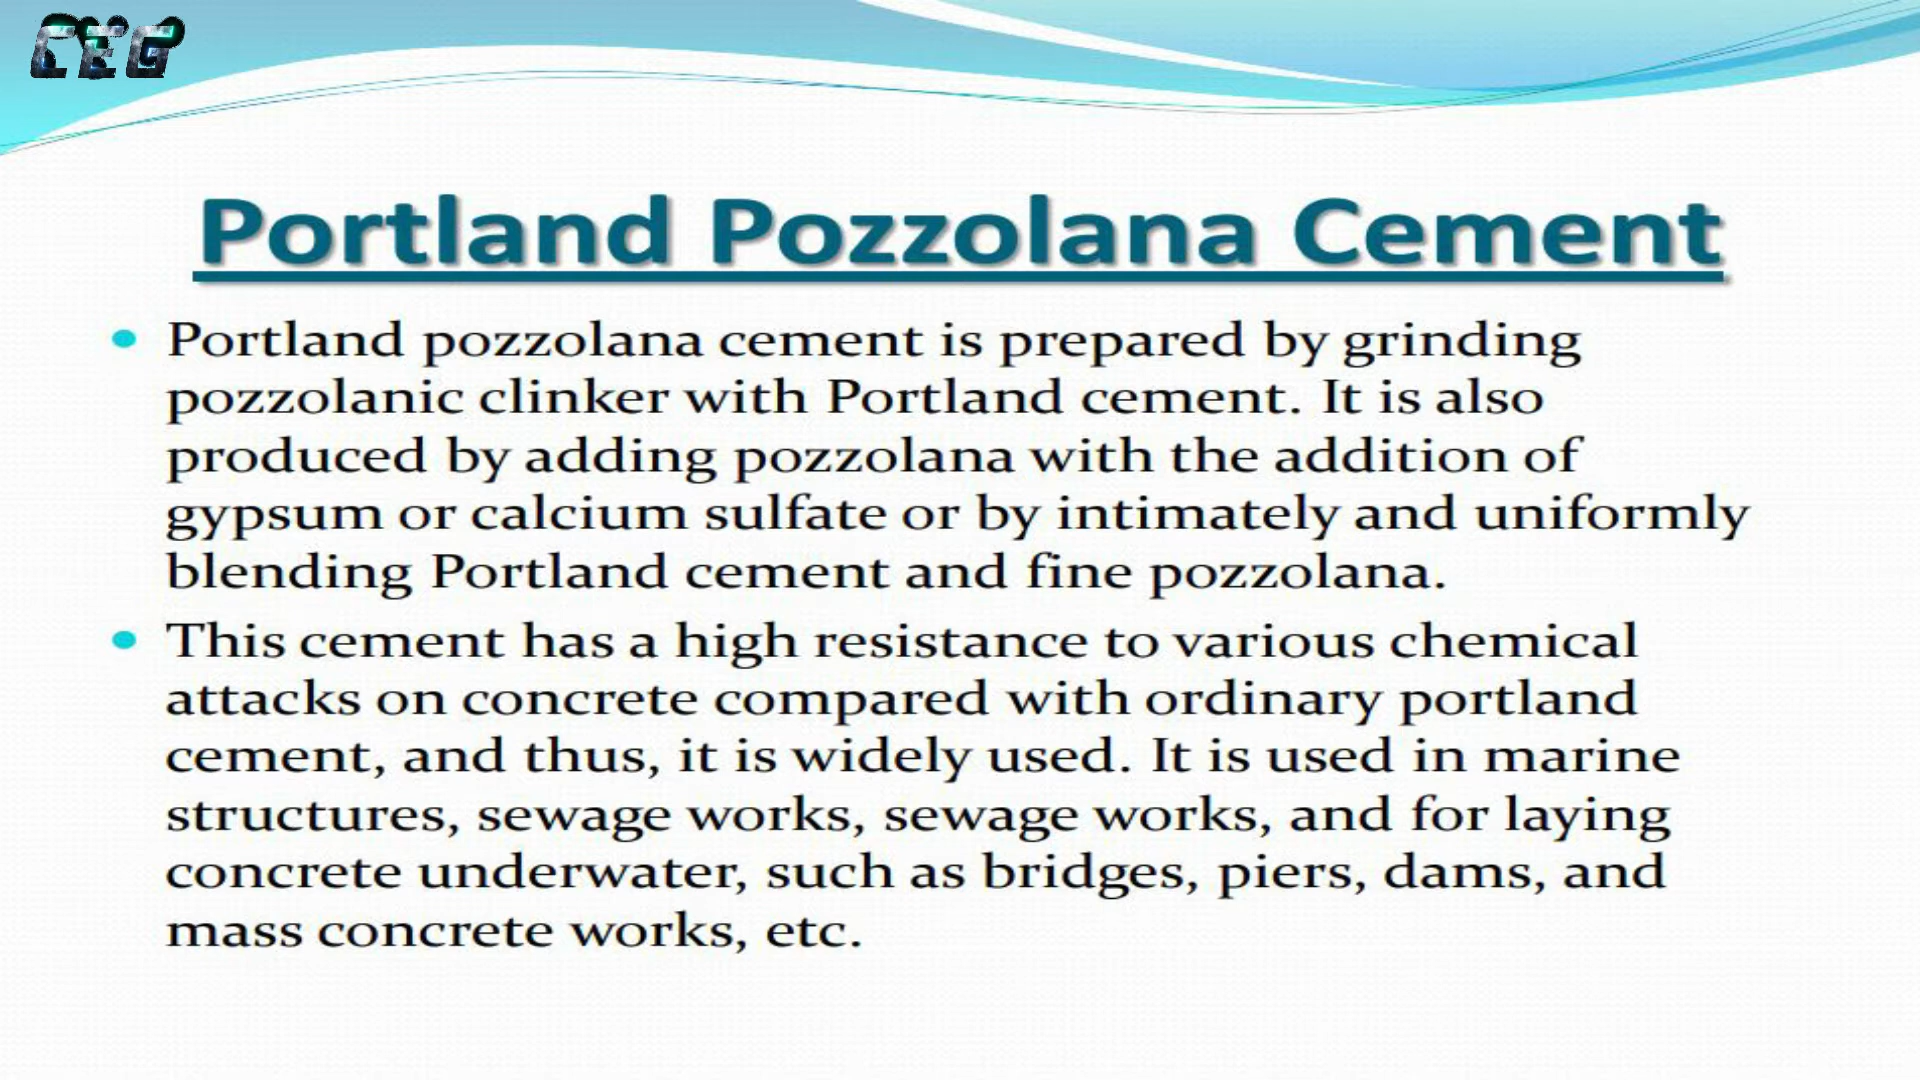 CEG
Portland Pozzolana Cement
Portland pozzolana cement is prepared by grinding
pozzolanic clinker with Portland cement. It is also
produced by adding pozzolana with the addition of
gypsum or calcium sulfate or by intimately and uniformly
blending Portland cement and fine pozzolana.
This cement has a high resistance to various chemical
attacks on concrete compared with ordinary portland
cement, and thus, it is widely used. It is used in marine
structures, sewage works, sewage works, and for laying
concrete underwater, such as bridges, piers, dams, and
mass concrete works, etc.